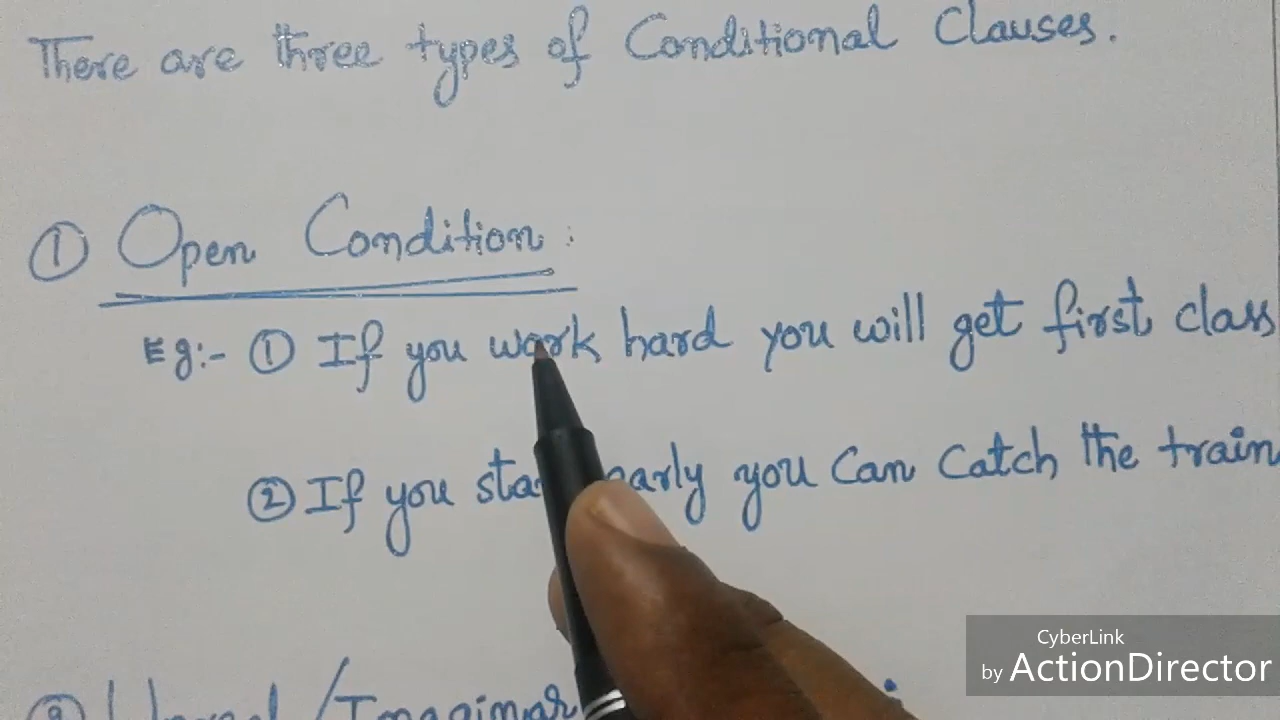 There are three types of Conditional Clauses.
① Open Condition :
Eg:- ① If you work hard you will get first class
② If you early you can catch the train
CyberLink
by ActionDirector